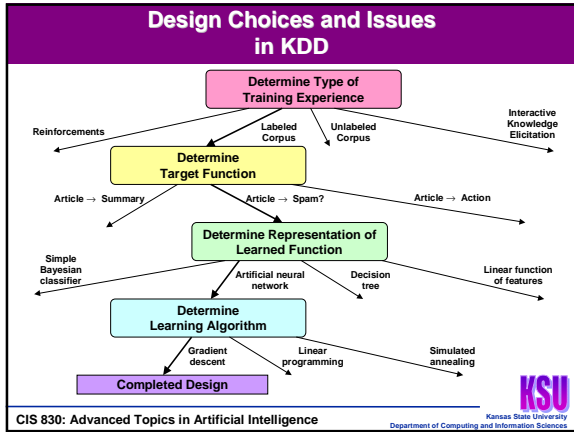 Design Choices and Issues
in KDD
Determine Type of
Training Experience
Reinforcements
Labeled
Corpus
Unlabeled
Corpus
Interactive
Knowledge
Elicitation
Determine
Target Function
Article → Summary
Article → Spam?
Article → Action
Determine Representation of
Learned Function
Simple
Bayesian
classifier
Artificial neural
network
Decision
tree
Linear function
of features
Determine
Learning Algorithm
Gradient
descent
Linear
programming
Simulated
annealing
Completed Design
KSU
CIS 830: Advanced Topics in Artificial Intelligence
Kansas State University
Department of Computing and Information Sciences